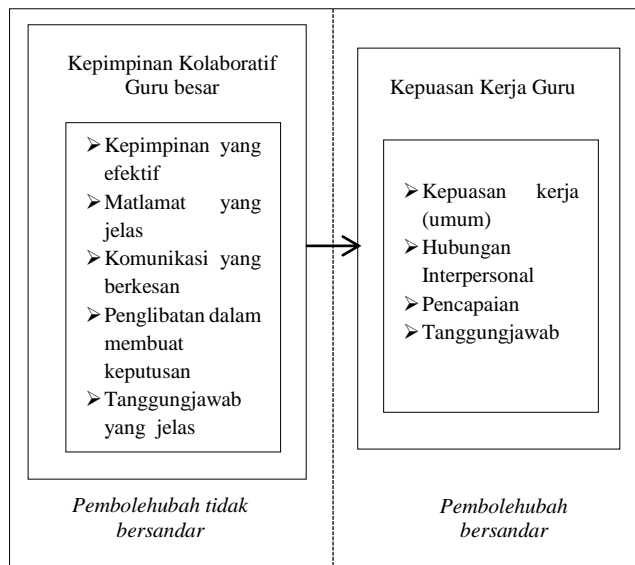 Kepimpinan Kolaboratif
Guru besar
➢ Kepimpinan yang
efektif
➢ Matlamat yang
jelas
➢ Komunikasi yang
berkesan
➢ Penglibatan dalam
membuat
keputusan
➢ Tanggungjawab
yang jelas
Pembolehubah tidak
bersandar
Kepuasan Kerja Guru
➢ Kepuasan kerja
(umum)
➢ Hubungan
Interpersonal
➢ Pencapaian
➢ Tanggungjawab
Pembolehubah
bersandar